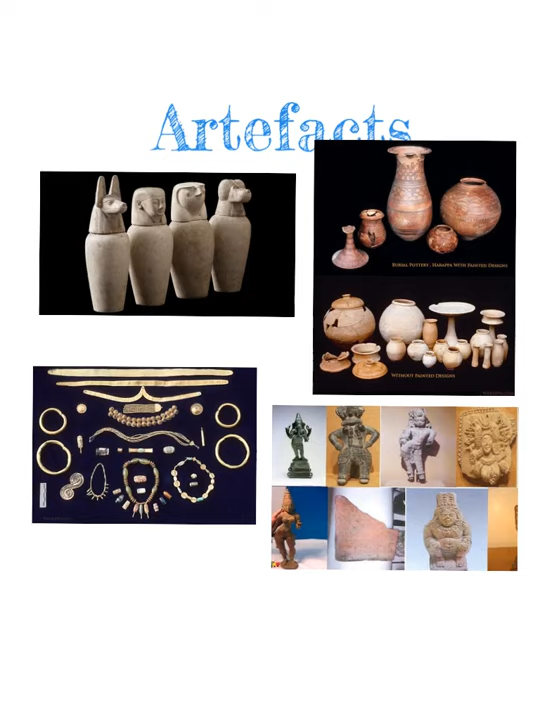 Artefacts
BURIAL POTTERY , HARAPPA WITH PAINTED DESIGNS
WITHOUT PAINTED DESIGNS